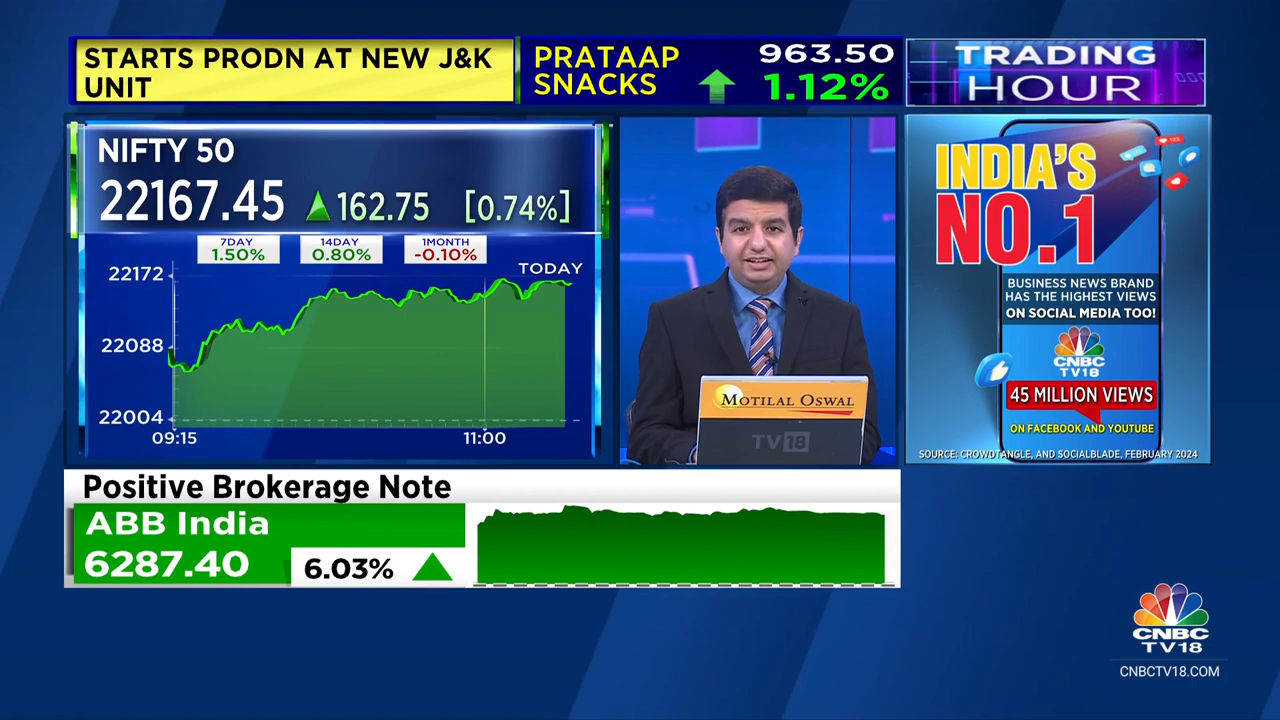 STARTS PRODN AT NEW J&K
UNIT
PRATAAP
SNACKS
963.50
1.12%
TRADING
HOUR
NIFTY 50
22167.45 162.75 [0.74%]
7DAY
1.50%
14DAY
0.80%
1MONTH
-0.10%
TODAY
22172
22088
22004
09:15
11:00
MOTILAL OSWAL
TV18
INDIA'S
NO.1
BUSINESS NEWS BRAND
HAS THE HIGHEST VIEWS
ON SOCIAL MEDIA TOO!
CNBC
TV18
45 MILLION VIEWS
ON FACEBOOK AND YOUTUBE
SOURCE: CROWDTANGLE, AND SOCIALBLADE, FEBRUARY 2024
Positive Brokerage Note
ABB India
6287.40
6.03%
CNBC
TV18
CNBCTV18.COM